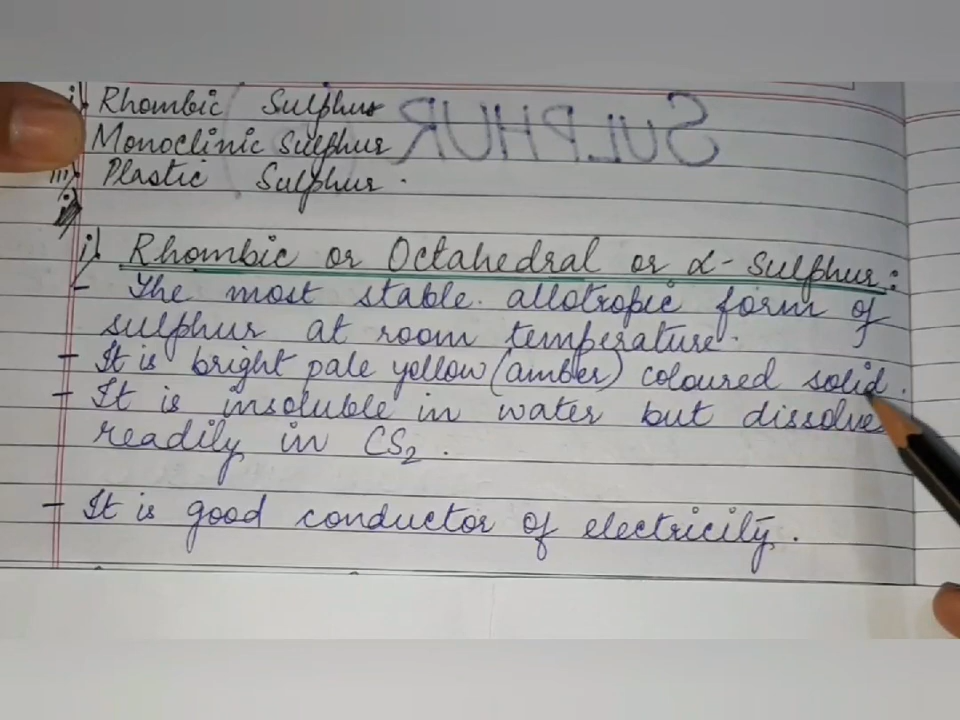 i) Rhombic Sulphur
SULPHUR
Monoclinic Sulphur
iii) Plastic Sulphur.
i) Rhombic or Octahedral or α- Sulphur:
- The most stable allotropic form of
sulphur at room temperature.
- It is bright pale yellow (amber) coloured solid.
- It is insoluble in water but dissolve
readily in CS₂.
- It is good conductor of electricity.